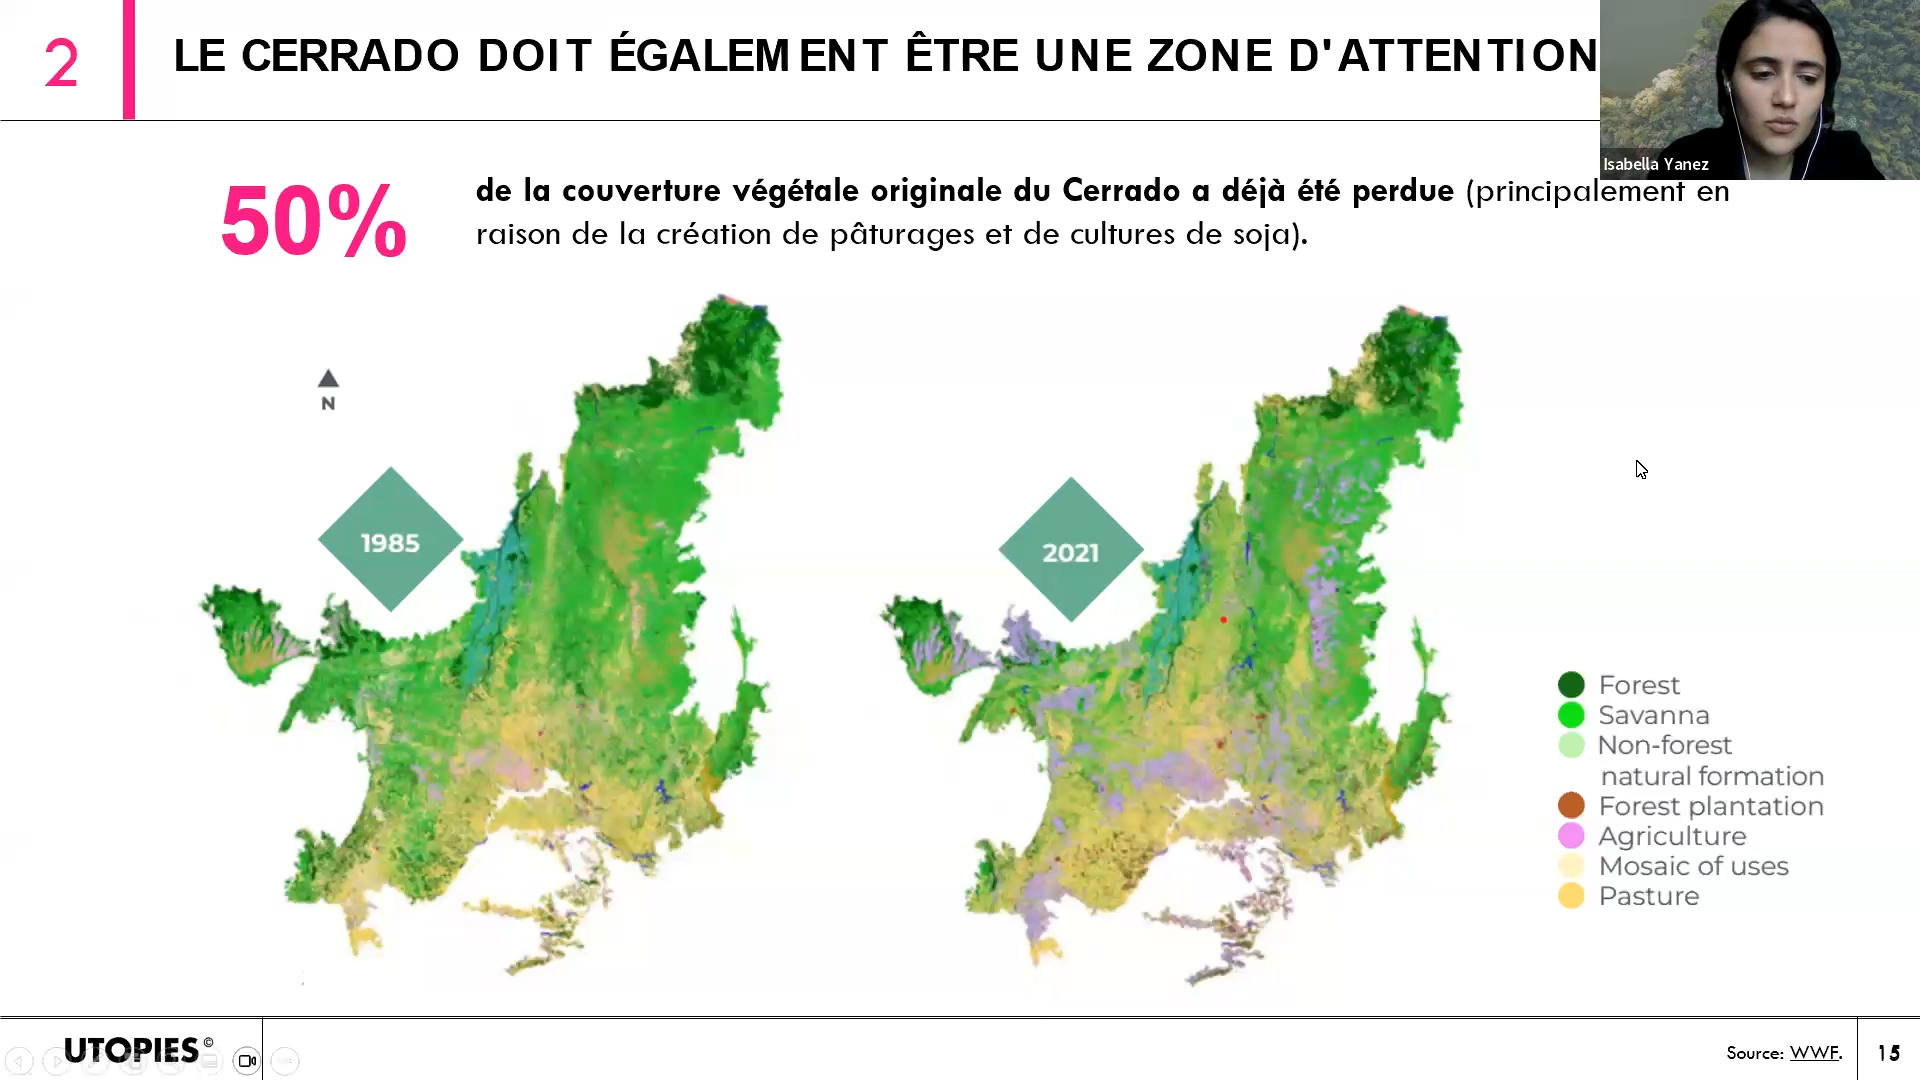 2
LE CERRADO DOIT ÉGALEMENT ÊTRE UNE ZONE D'ATTENTION
Isabella Yanez
50%
de la couverture végétale originale du Cerrado a déjà été perdue (principalement en
raison de la création de pâturages et de cultures de soja).
N
1985
2021
Forest
Savanna
Non-forest
natural formation
Forest plantation
Agriculture
Mosaic of uses
Pasture
UTOPIES©
Source: WWF.
15